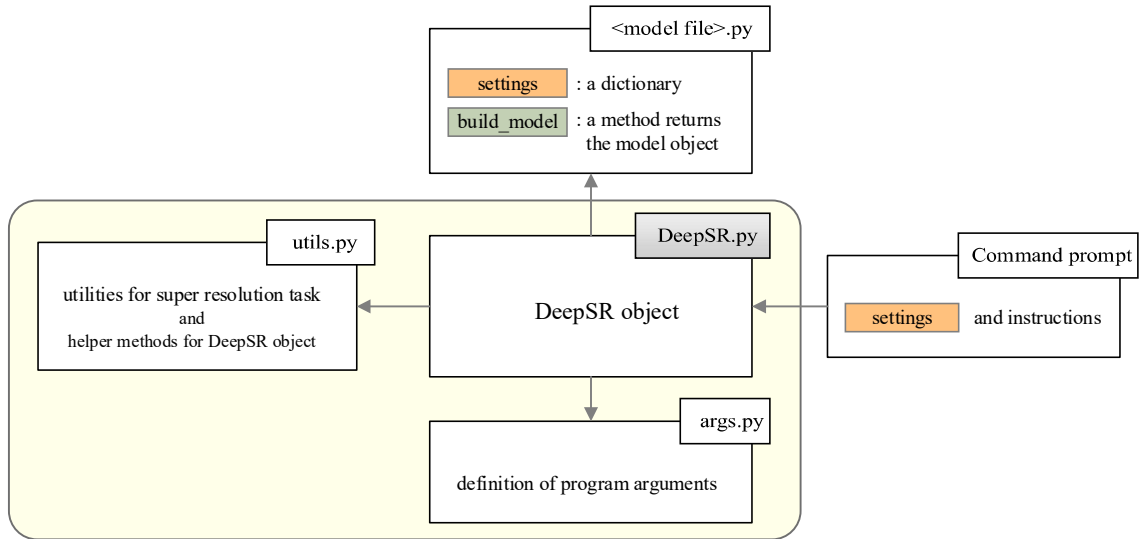 <model file>.py
settings : a dictionary
build_model : a method returns
the model object
DeepSR.py
utils.py
Command prompt
utilities for super resolution task
and
helper methods for DeepSR object
DeepSR object
settings and instructions
args.py
definition of program arguments